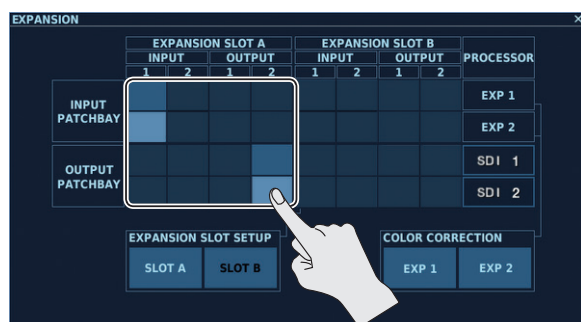 EXPANSION ×
EXPANSION SLOT A EXPANSION SLOT B PROCESSOR
INPUT OUTPUT INPUT OUTPUT
1 2 1 2 1 2 1 2
INPUT PATCHBAY
EXP 1
EXP 2
OUTPUT PATCHBAY
SDI 1
SDI 2
EXPANSION SLOT SETUP COLOR CORRECTION
SLOT A SLOT B EXP 1 EXP 2